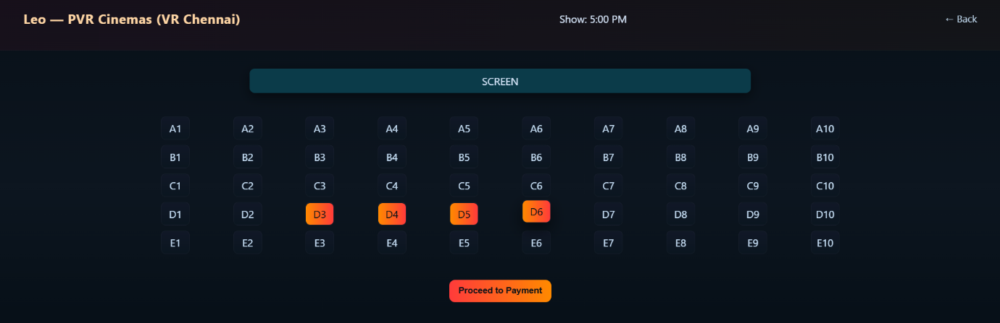 Leo — PVR Cinemas (VR Chennai) Show: 5:00 PM ← Back
SCREEN
A1 A2 A3 A4 A5 A6 A7 A8 A9 A10
B1 B2 B3 B4 B5 B6 B7 B8 B9 B10
C1 C2 C3 C4 C5 C6 C7 C8 C9 C10
D1 D2 D3 D4 D5 D6 D7 D8 D9 D10
E1 E2 E3 E4 E5 E6 E7 E8 E9 E10
Proceed to Payment